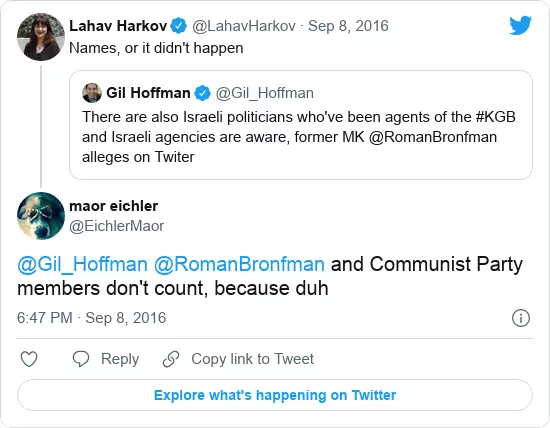 Lahav Harkov @LahavHarkov · Sep 8, 2016
Names, or it didn't happen
Gil Hoffman @Gil_Hoffman
There are also Israeli politicians who've been agents of the #KGB
and Israeli agencies are aware, former MK @RomanBronfman
alleges on Twiter
maor eichler
@EichlerMaor
@Gil_Hoffman @RomanBronfman and Communist Party
members don't count, because duh
6:47 PM · Sep 8, 2016
Reply Copy link to Tweet
Explore what's happening on Twitter